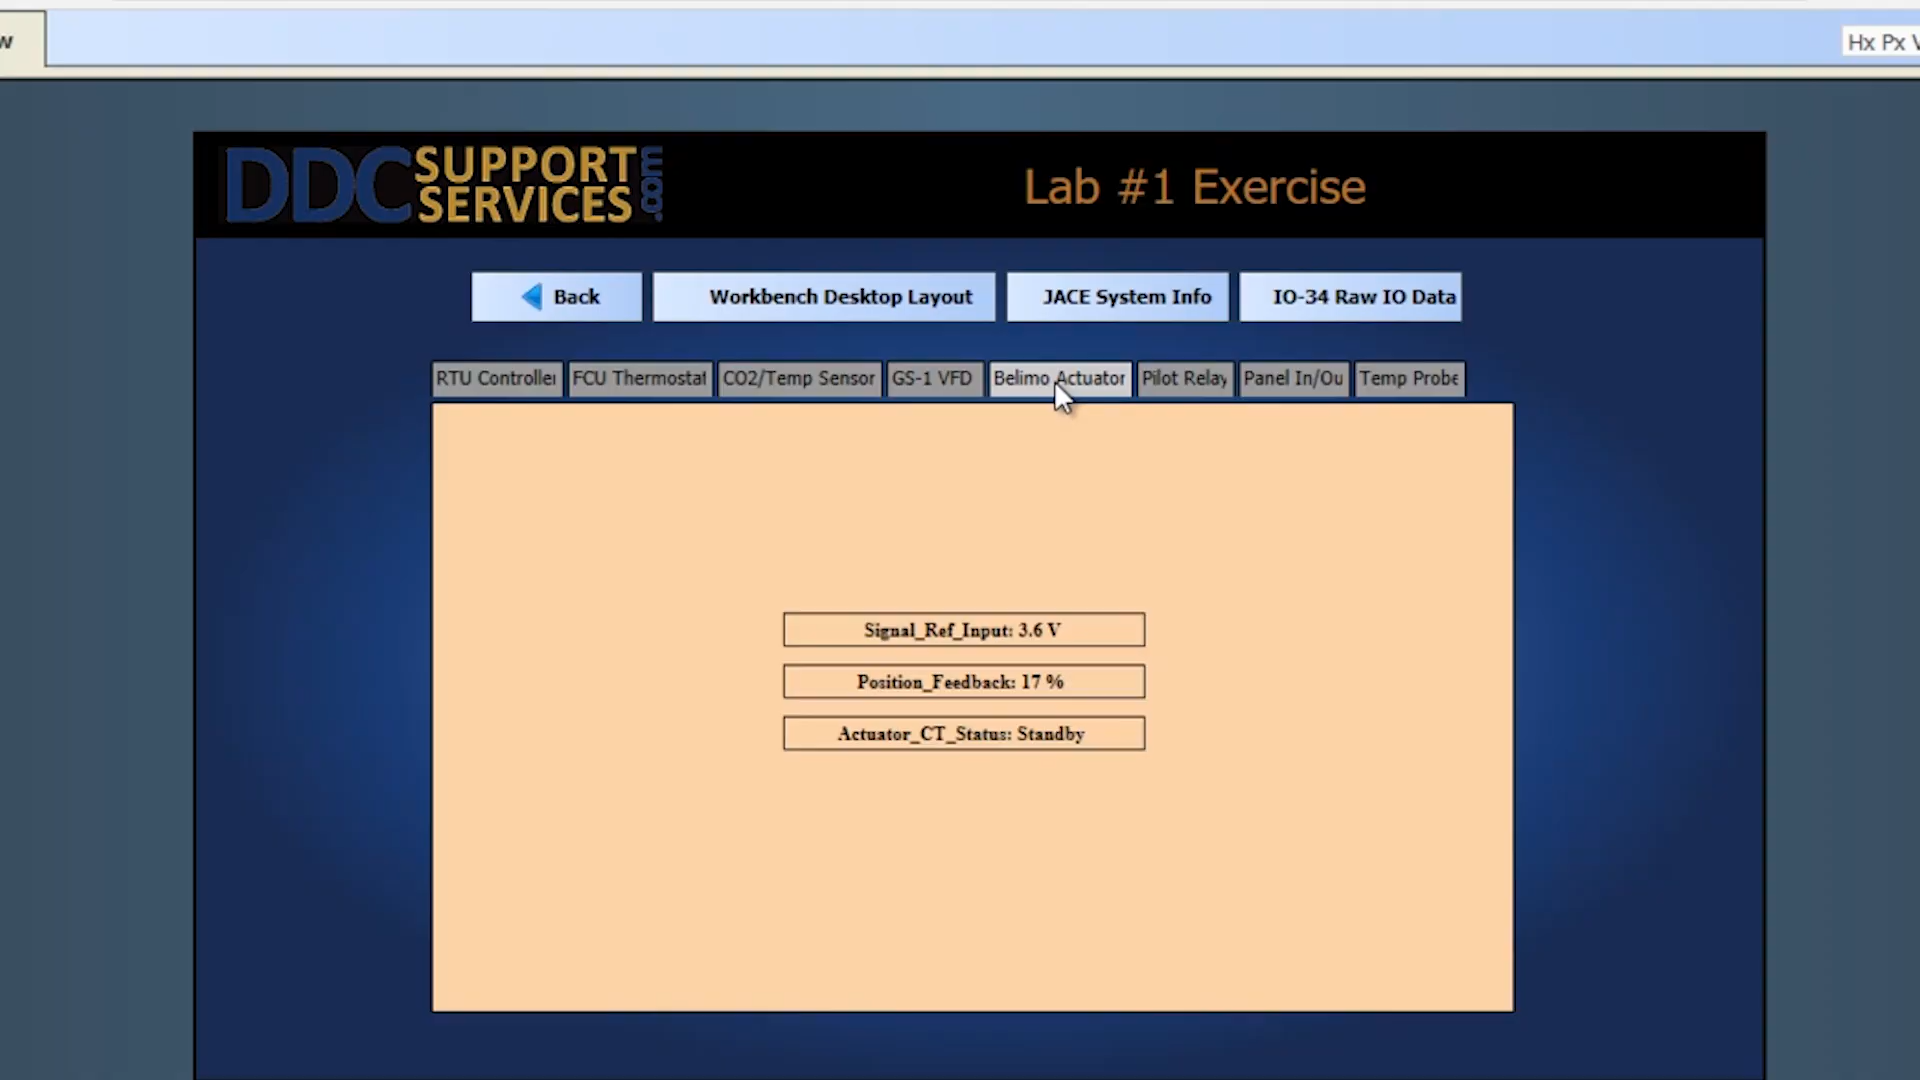 w
Hx Px V
DDC SUPPORT SERVICES .com
Lab #1 Exercise
Back
Workbench Desktop Layout
JACE System Info
IO-34 Raw IO Data
RTU Controller
FCU Thermostat
CO2/Temp Sensor
GS-1 VFD
Belimo Actuator
Pilot Relay
Panel In/Ou
Temp Probe
Signal_Ref_Input: 3.6 V
Position_Feedback: 17 %
Actuator_CT_Status: Standby